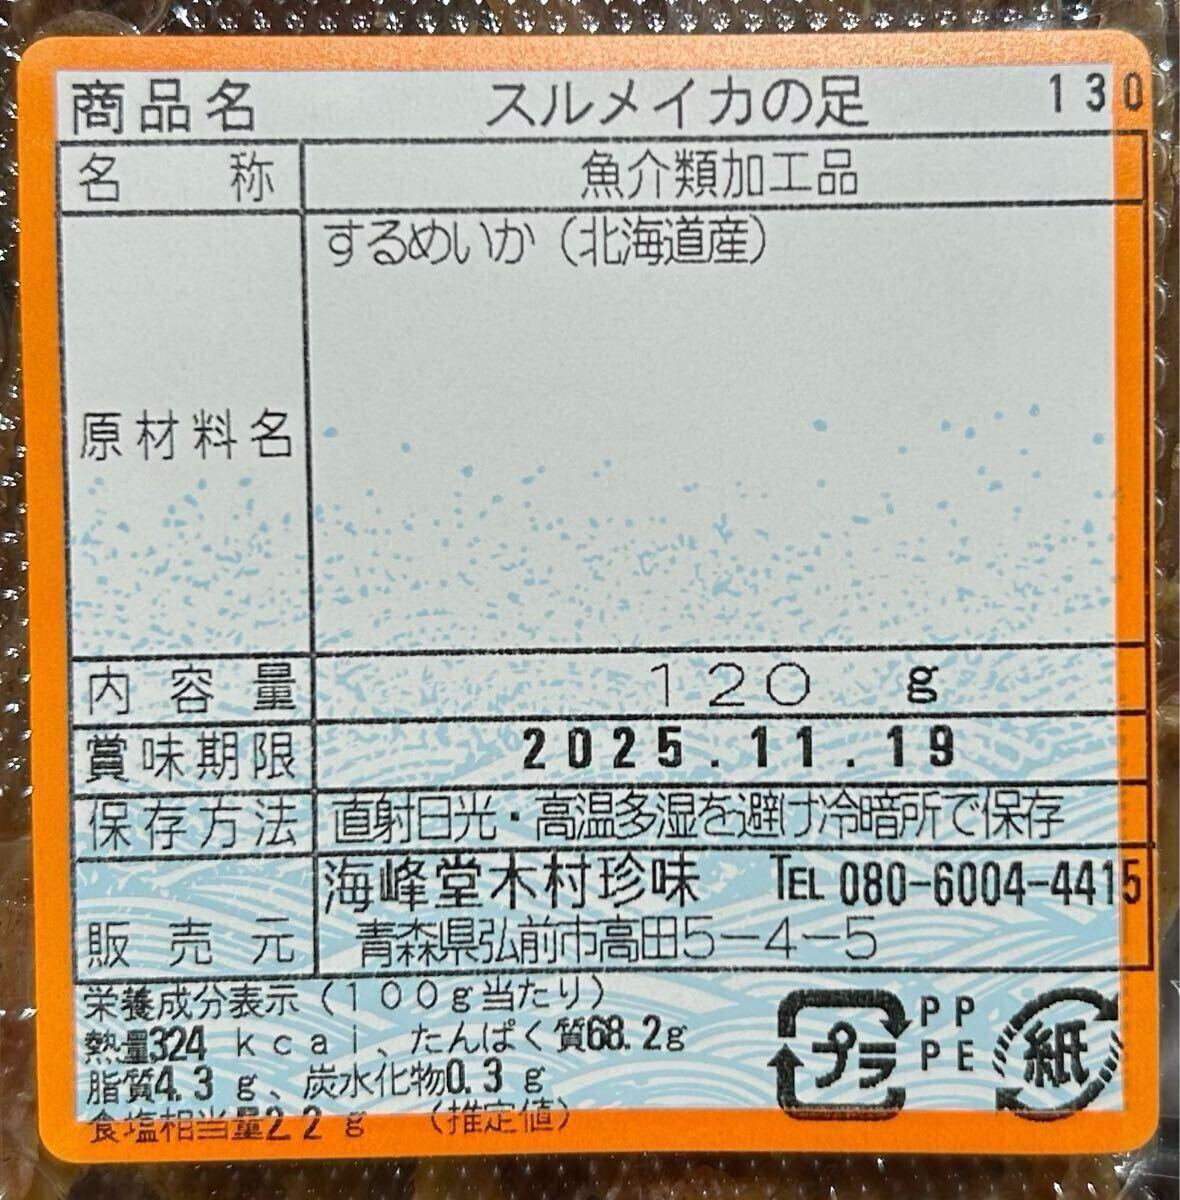 商品名 スルメイカの足 130
名称 魚介類加工品
原材料名 するめいか（北海道産）
内容量 120 g
賞味期限 2025.11.19
保存方法 直射日光・高温多湿を避け冷暗所で保存
販売元 海峰堂木村珍味 TEL 080-6004-4415
青森県弘前市高田5-4-5
栄養成分表示（100g当たり）
熱量324 kcal、たんぱく質68.2g
脂質4.3 g、炭水化物0.3 g
食塩相当量2.2 g （推定値）
プラ
PP
PE
紙